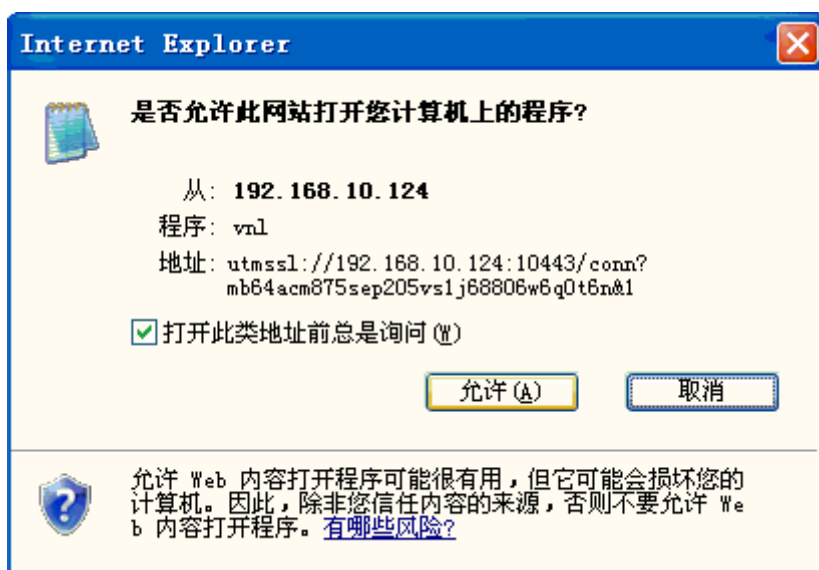 Internet Explorer
是否允许此网站打开您计算机上的程序?
从: 192.168.10.124
程序: vnl
地址: utmssl://192.168.10.124:10443/conn?
mb64acm875sep205vs1j68806w6q0t6n&1
打开此类地址前总是询问(W)
允许(A)
取消
允许 Web 内容打开程序可能很有用，但它可能会损坏您的
计算机。因此，除非您信任内容的来源，否则不要允许 We
b 内容打开程序。有哪些风险?